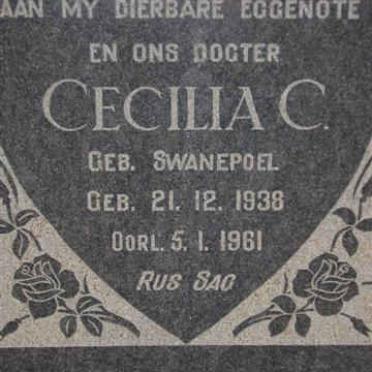 AAN MY DIERBARE EGGENOTE
EN ONS DOGTER
CECILIA C.
GEB. SWANEPOEL
GEB. 21. 12. 1938
OORL. 5. 1. 1961
RUS SAG